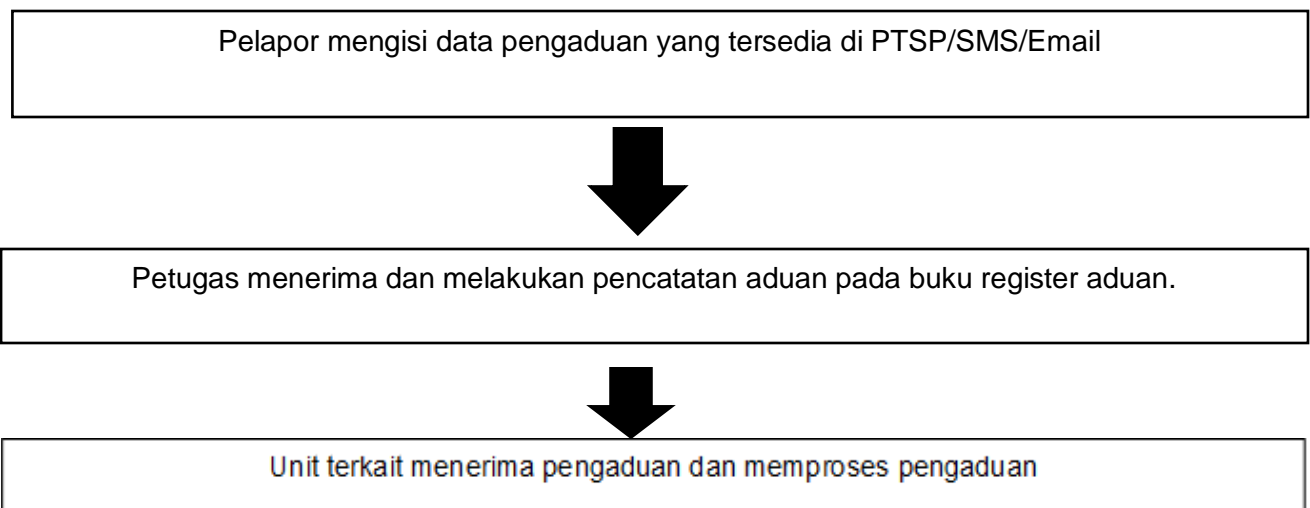 Pelapor mengisi data pengaduan yang tersedia di PTSP/SMS/Email
Petugas menerima dan melakukan pencatatan aduan pada buku register aduan.
Unit terkait menerima pengaduan dan memproses pengaduan